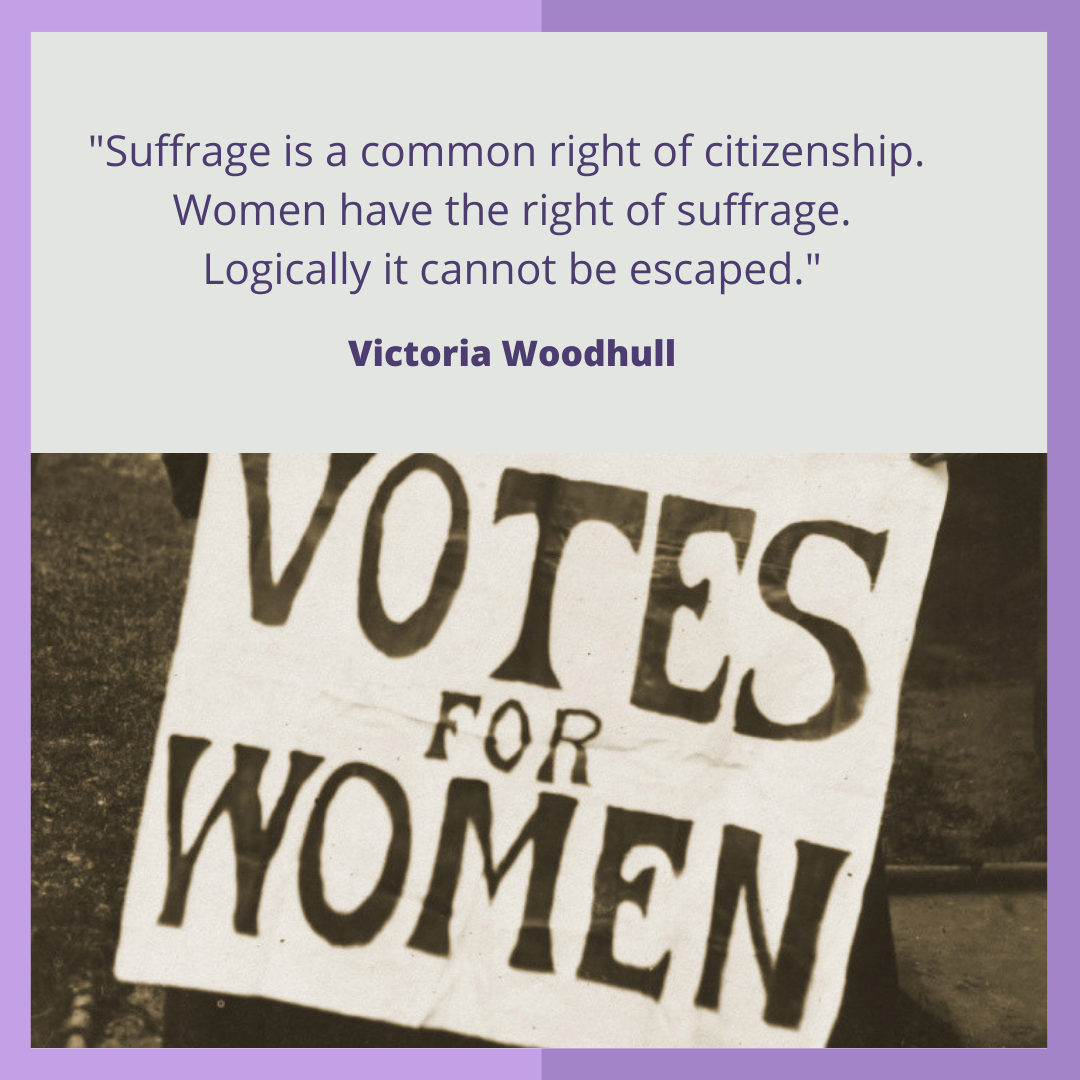 "Suffrage is a common right of citizenship.
Women have the right of suffrage.
Logically it cannot be escaped."
Victoria Woodhull
VOTES
FOR
WOMEN